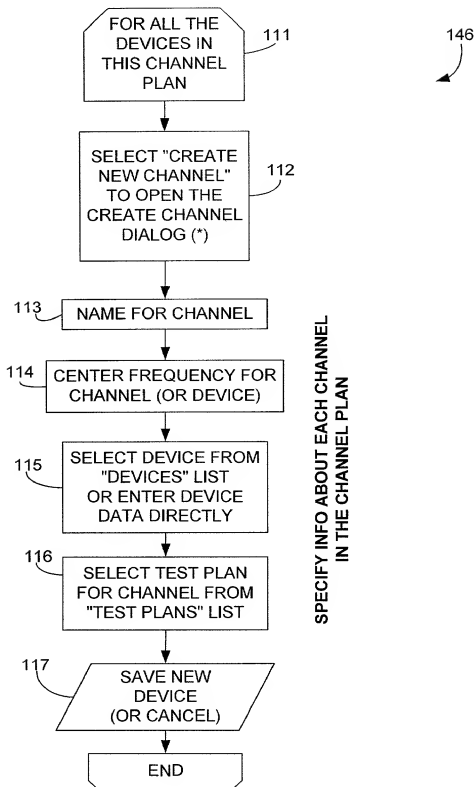 FOR ALL THE
DEVICES IN
THIS CHANNEL
PLAN
111
146
SELECT "CREATE
NEW CHANNEL"
TO OPEN THE
CREATE CHANNEL
DIALOG (*)
112
113
NAME FOR CHANNEL
114
CENTER FREQUENCY FOR
CHANNEL (OR DEVICE)
115
SELECT DEVICE FROM
"DEVICES" LIST
OR ENTER DEVICE
DATA DIRECTLY
116
SELECT TEST PLAN
FOR CHANNEL FROM
"TEST PLANS" LIST
117
SAVE NEW
DEVICE
(OR CANCEL)
END
SPECIFY INFO ABOUT EACH CHANNEL
IN THE CHANNEL PLAN